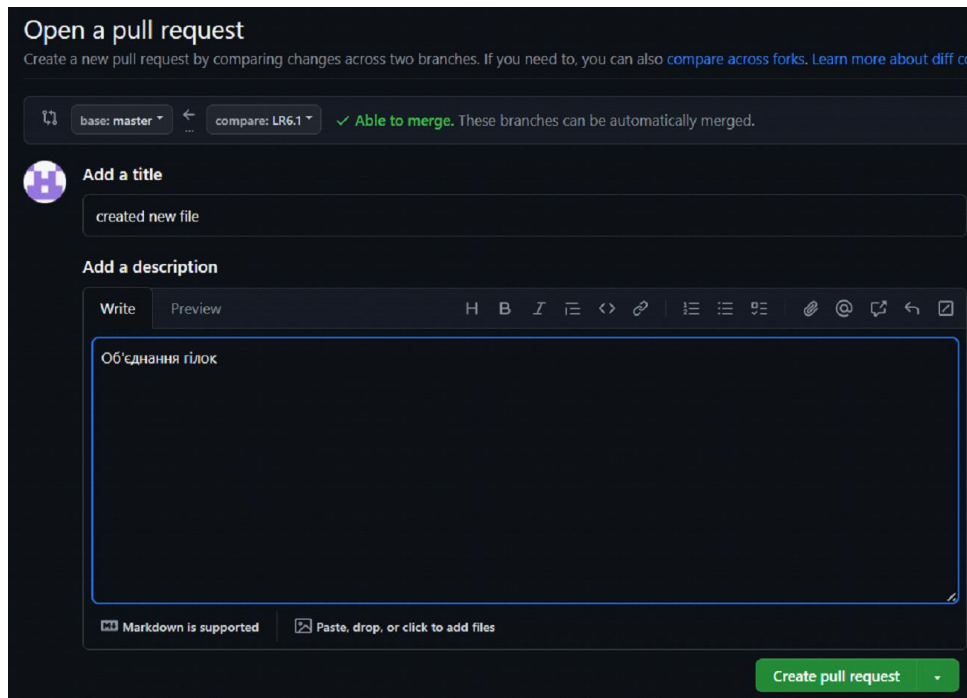 Open a pull request
Create a new pull request by comparing changes across two branches. If you need to, you can also compare across forks. Learn more about diff co
base: master compare: LR6.1 Able to merge. These branches can be automatically merged.
Add a title
created new file
Add a description
Write Preview
Об'єднання гілок
Markdown is supported Paste, drop, or click to add files
Create pull request